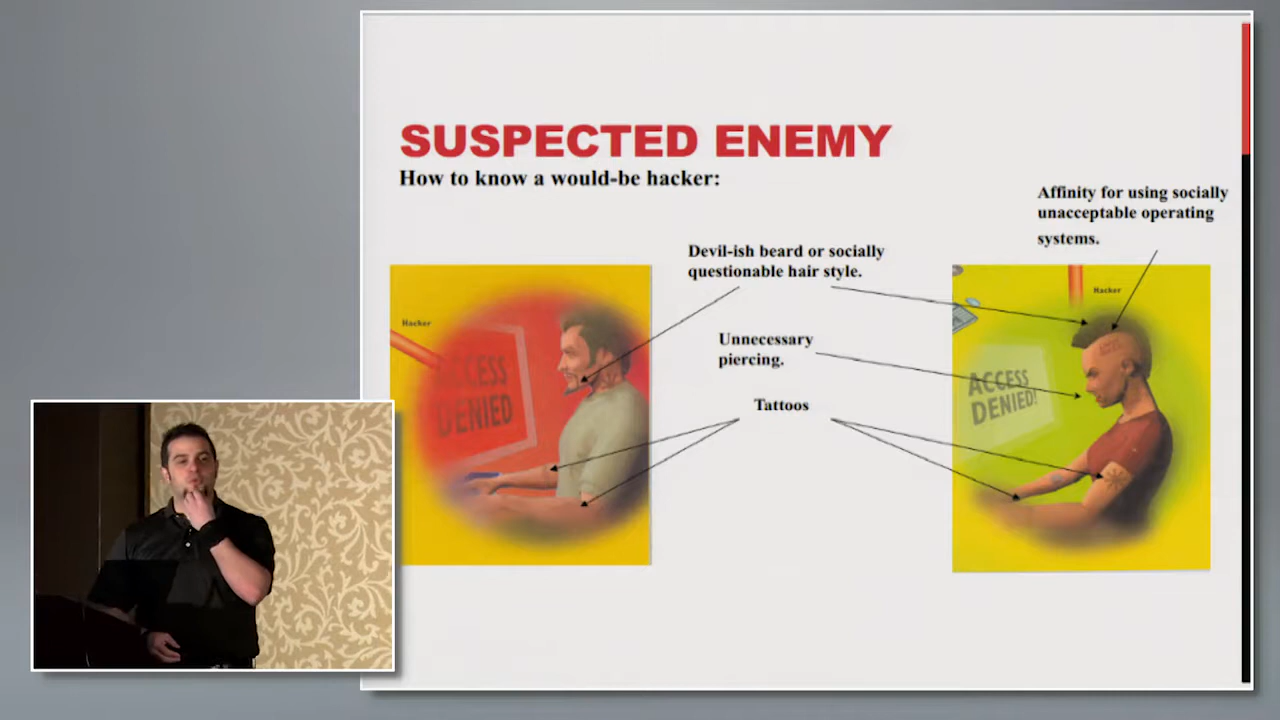 SUSPECTED ENEMY
How to know a would-be hacker:
Affinity for using socially
unacceptable operating
systems.
Devil-ish beard or socially
questionable hair style.
Hacker
Hacker
ACCESS
DENIED
Unnecessary
piercing.
ACCESS
DENIED!
Tattoos